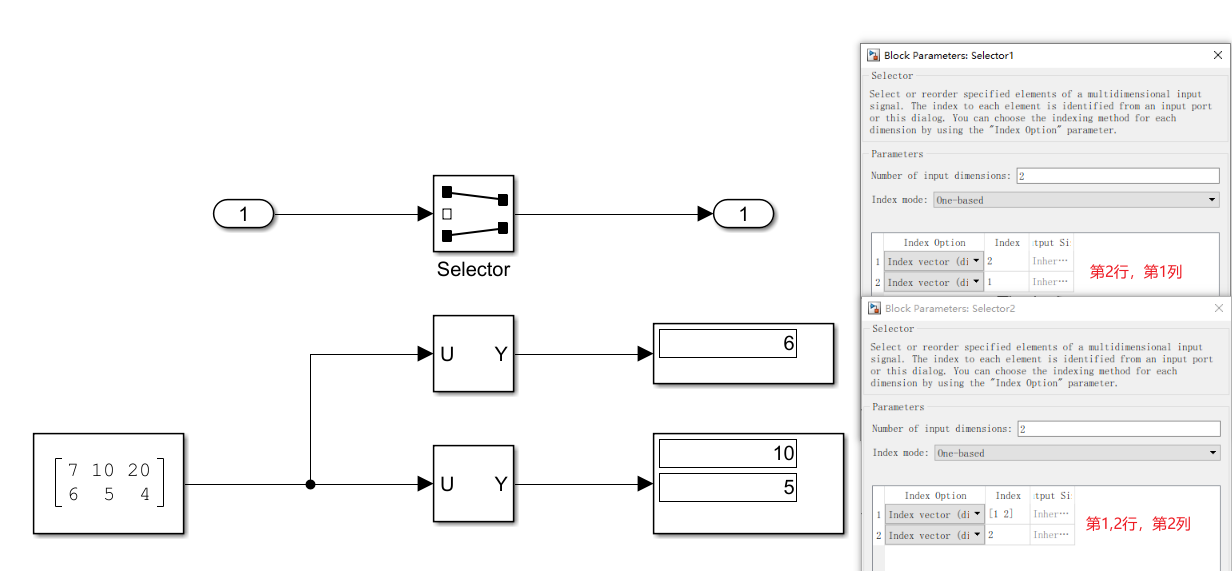 1
1
Selector
U Y
6
7 10 20
6 5 4
U Y
10
5
Block Parameters: Selector1
Selector
Select or reorder specified elements of a multidimensional input
signal. The index to each element is identified from an input port
or this dialog. You can choose the indexing method for each
dimension by using the "Index Option" parameter.
Parameters
Number of input dimensions: 2
Index mode: One-based
Index Option Index tput Si
1 Index vector (di 2 Inher…
2 Index vector (di 1 Inher…
第2行，第1列
Block Parameters: Selector2
Selector
Select or reorder specified elements of a multidimensional input
signal. The index to each element is identified from an input port
or this dialog. You can choose the indexing method for each
dimension by using the "Index Option" parameter.
Parameters
Number of input dimensions: 2
Index mode: One-based
Index Option Index tput Si
1 Index vector (di [1 2] Inher…
2 Index vector (di 2 Inher…
第1,2行，第2列